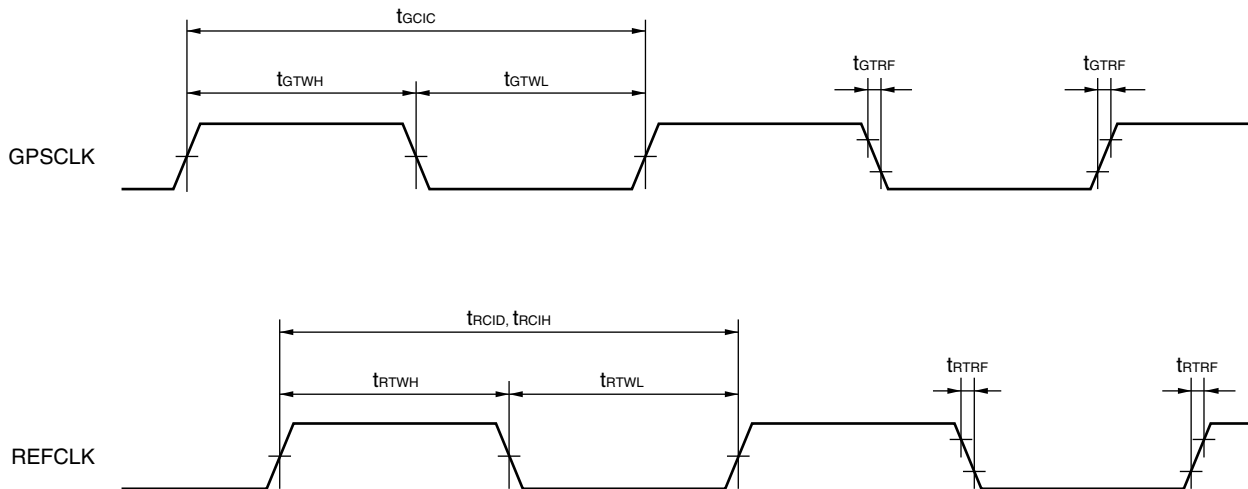 tGCIC
tGTWH
tGTWL
tGTRF
tGTRF
GPSCLK
tRCID, tRCIH
tRTWH
tRTWL
tRTRF
tRTRF
REFCLK